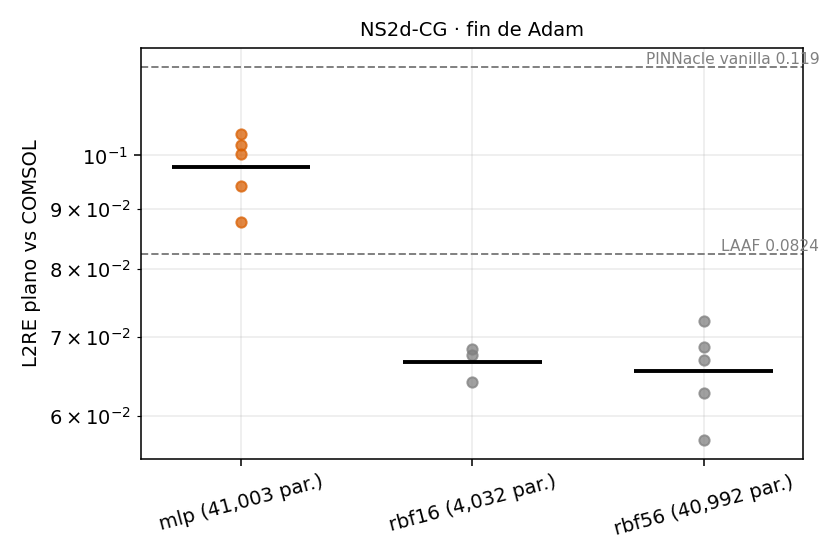 NS2d-CG · fin de Adam
PINNacle vanilla 0.119
10⁻¹
9 × 10⁻²
LAAF 0.0824
8 × 10⁻²
7 × 10⁻²
6 × 10⁻²
L2RE plano vs COMSOL
mlp (41,003 par.)
rbf16 (4,032 par.)
rbf56 (40,992 par.)